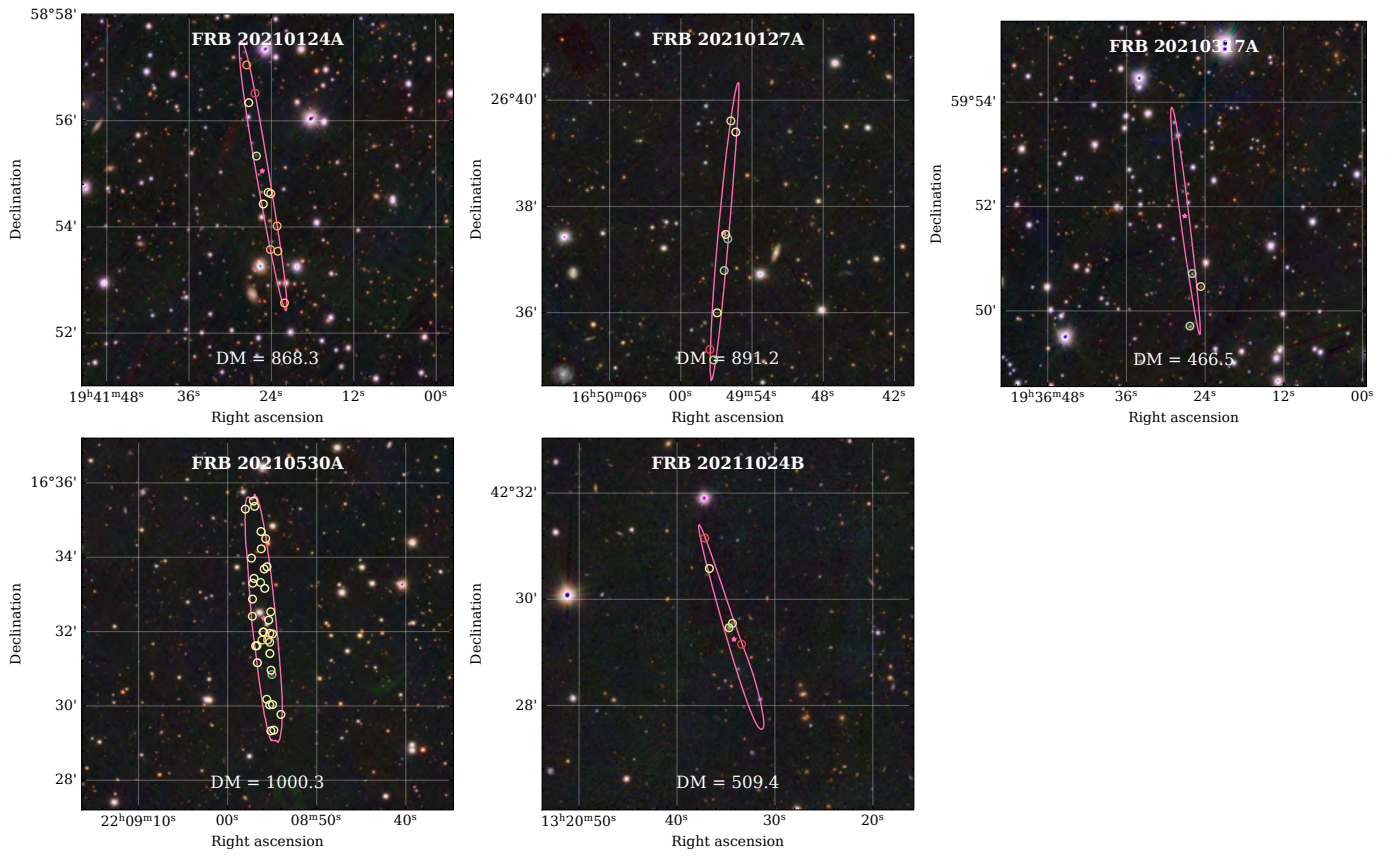 FRB 20210124A
58°58'
56'
54'
52'
Declination
DM = 868.3
19ʰ41ᵐ48ˢ 36ˢ 24ˢ 12ˢ 00ˢ
Right ascension
FRB 20210127A
26°40'
38'
36'
Declination
DM = 891.2
16ʰ50ᵐ06ˢ 00ˢ 49ᵐ54ˢ 48ˢ 42ˢ
Right ascension
FRB 20210317A
59°54'
52'
50'
Declination
DM = 466.5
19ʰ36ᵐ48ˢ 36ˢ 24ˢ 12ˢ 00ˢ
Right ascension
FRB 20210530A
16°36'
34'
32'
30'
28'
Declination
DM = 1000.3
22ʰ09ᵐ10ˢ 00ˢ 08ᵐ50ˢ 40ˢ
Right ascension
FRB 20211024B
42°32'
30'
28'
Declination
DM = 509.4
13ʰ20ᵐ50ˢ 40ˢ 30ˢ 20ˢ
Right ascension